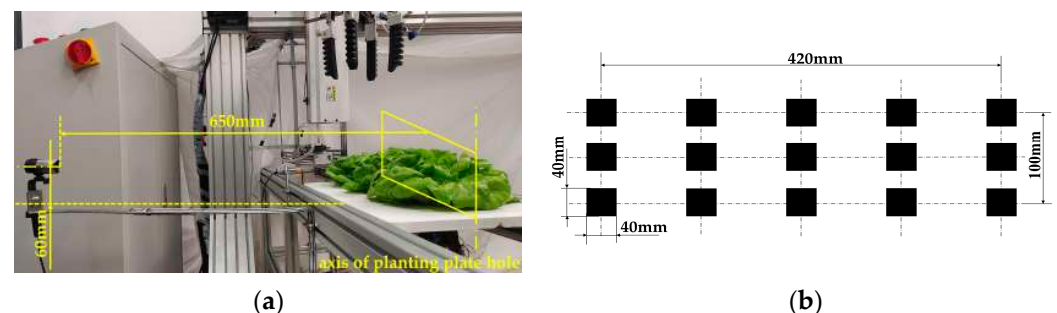 650mm
60mm
axis of planting plate hole
420mm
40mm
100mm
40mm
(a)
(b)